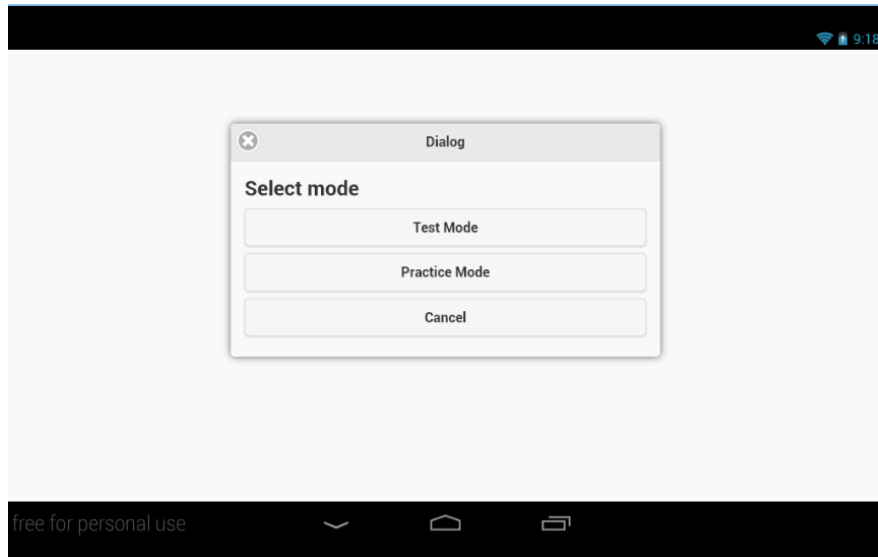 9:18
Dialog
Select mode
Test Mode
Practice Mode
Cancel
free for personal use